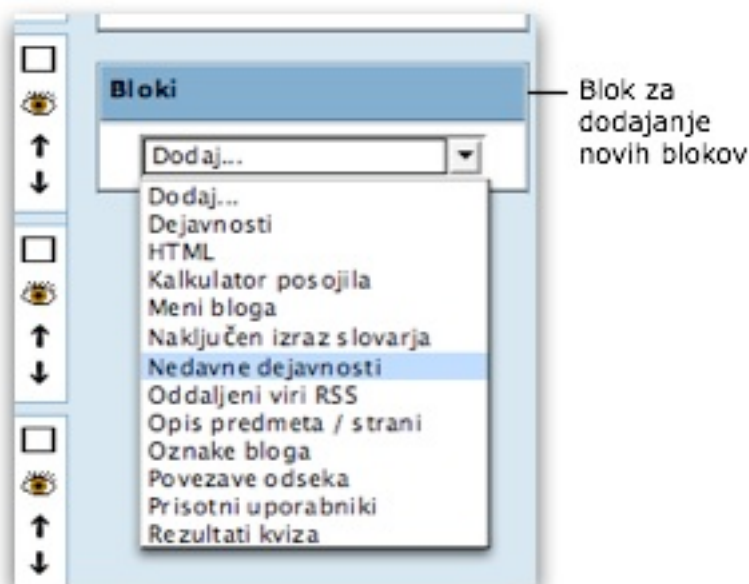 Bloki
Blok za
dodajanje
novih blokov
Dodaj...
Dodaj...
Dejavnosti
HTML
Kalkulator posojila
Meni bloga
Naključen izraz slovarja
Nedavne dejavnosti
Oddaljeni viri RSS
Opis predmeta / strani
Oznake bloga
Povezave odseka
Prisotni uporabniki
Rezultati kviza